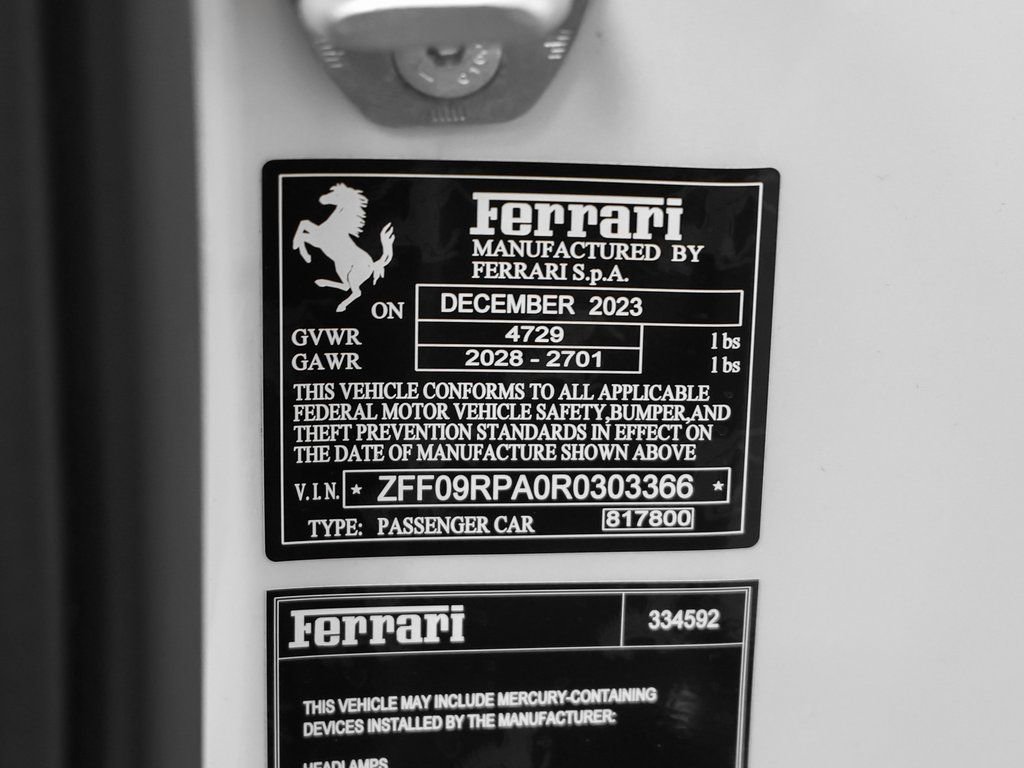 Ferrari
MANUFACTURED BY
FERRARI S.p.A.
ON DECEMBER 2023
GVWR 4729 lbs
GAWR 2028 - 2701 lbs
THIS VEHICLE CONFORMS TO ALL APPLICABLE
FEDERAL MOTOR VEHICLE SAFETY,BUMPER,AND
THEFT PREVENTION STANDARDS IN EFFECT ON
THE DATE OF MANUFACTURE SHOWN ABOVE
V.I.N. * ZFF09RPA0R0303366 *
TYPE: PASSENGER CAR 817800
Ferrari 334592
THIS VEHICLE MAY INCLUDE MERCURY-CONTAINING
DEVICES INSTALLED BY THE MANUFACTURER:
HEADLAMPS